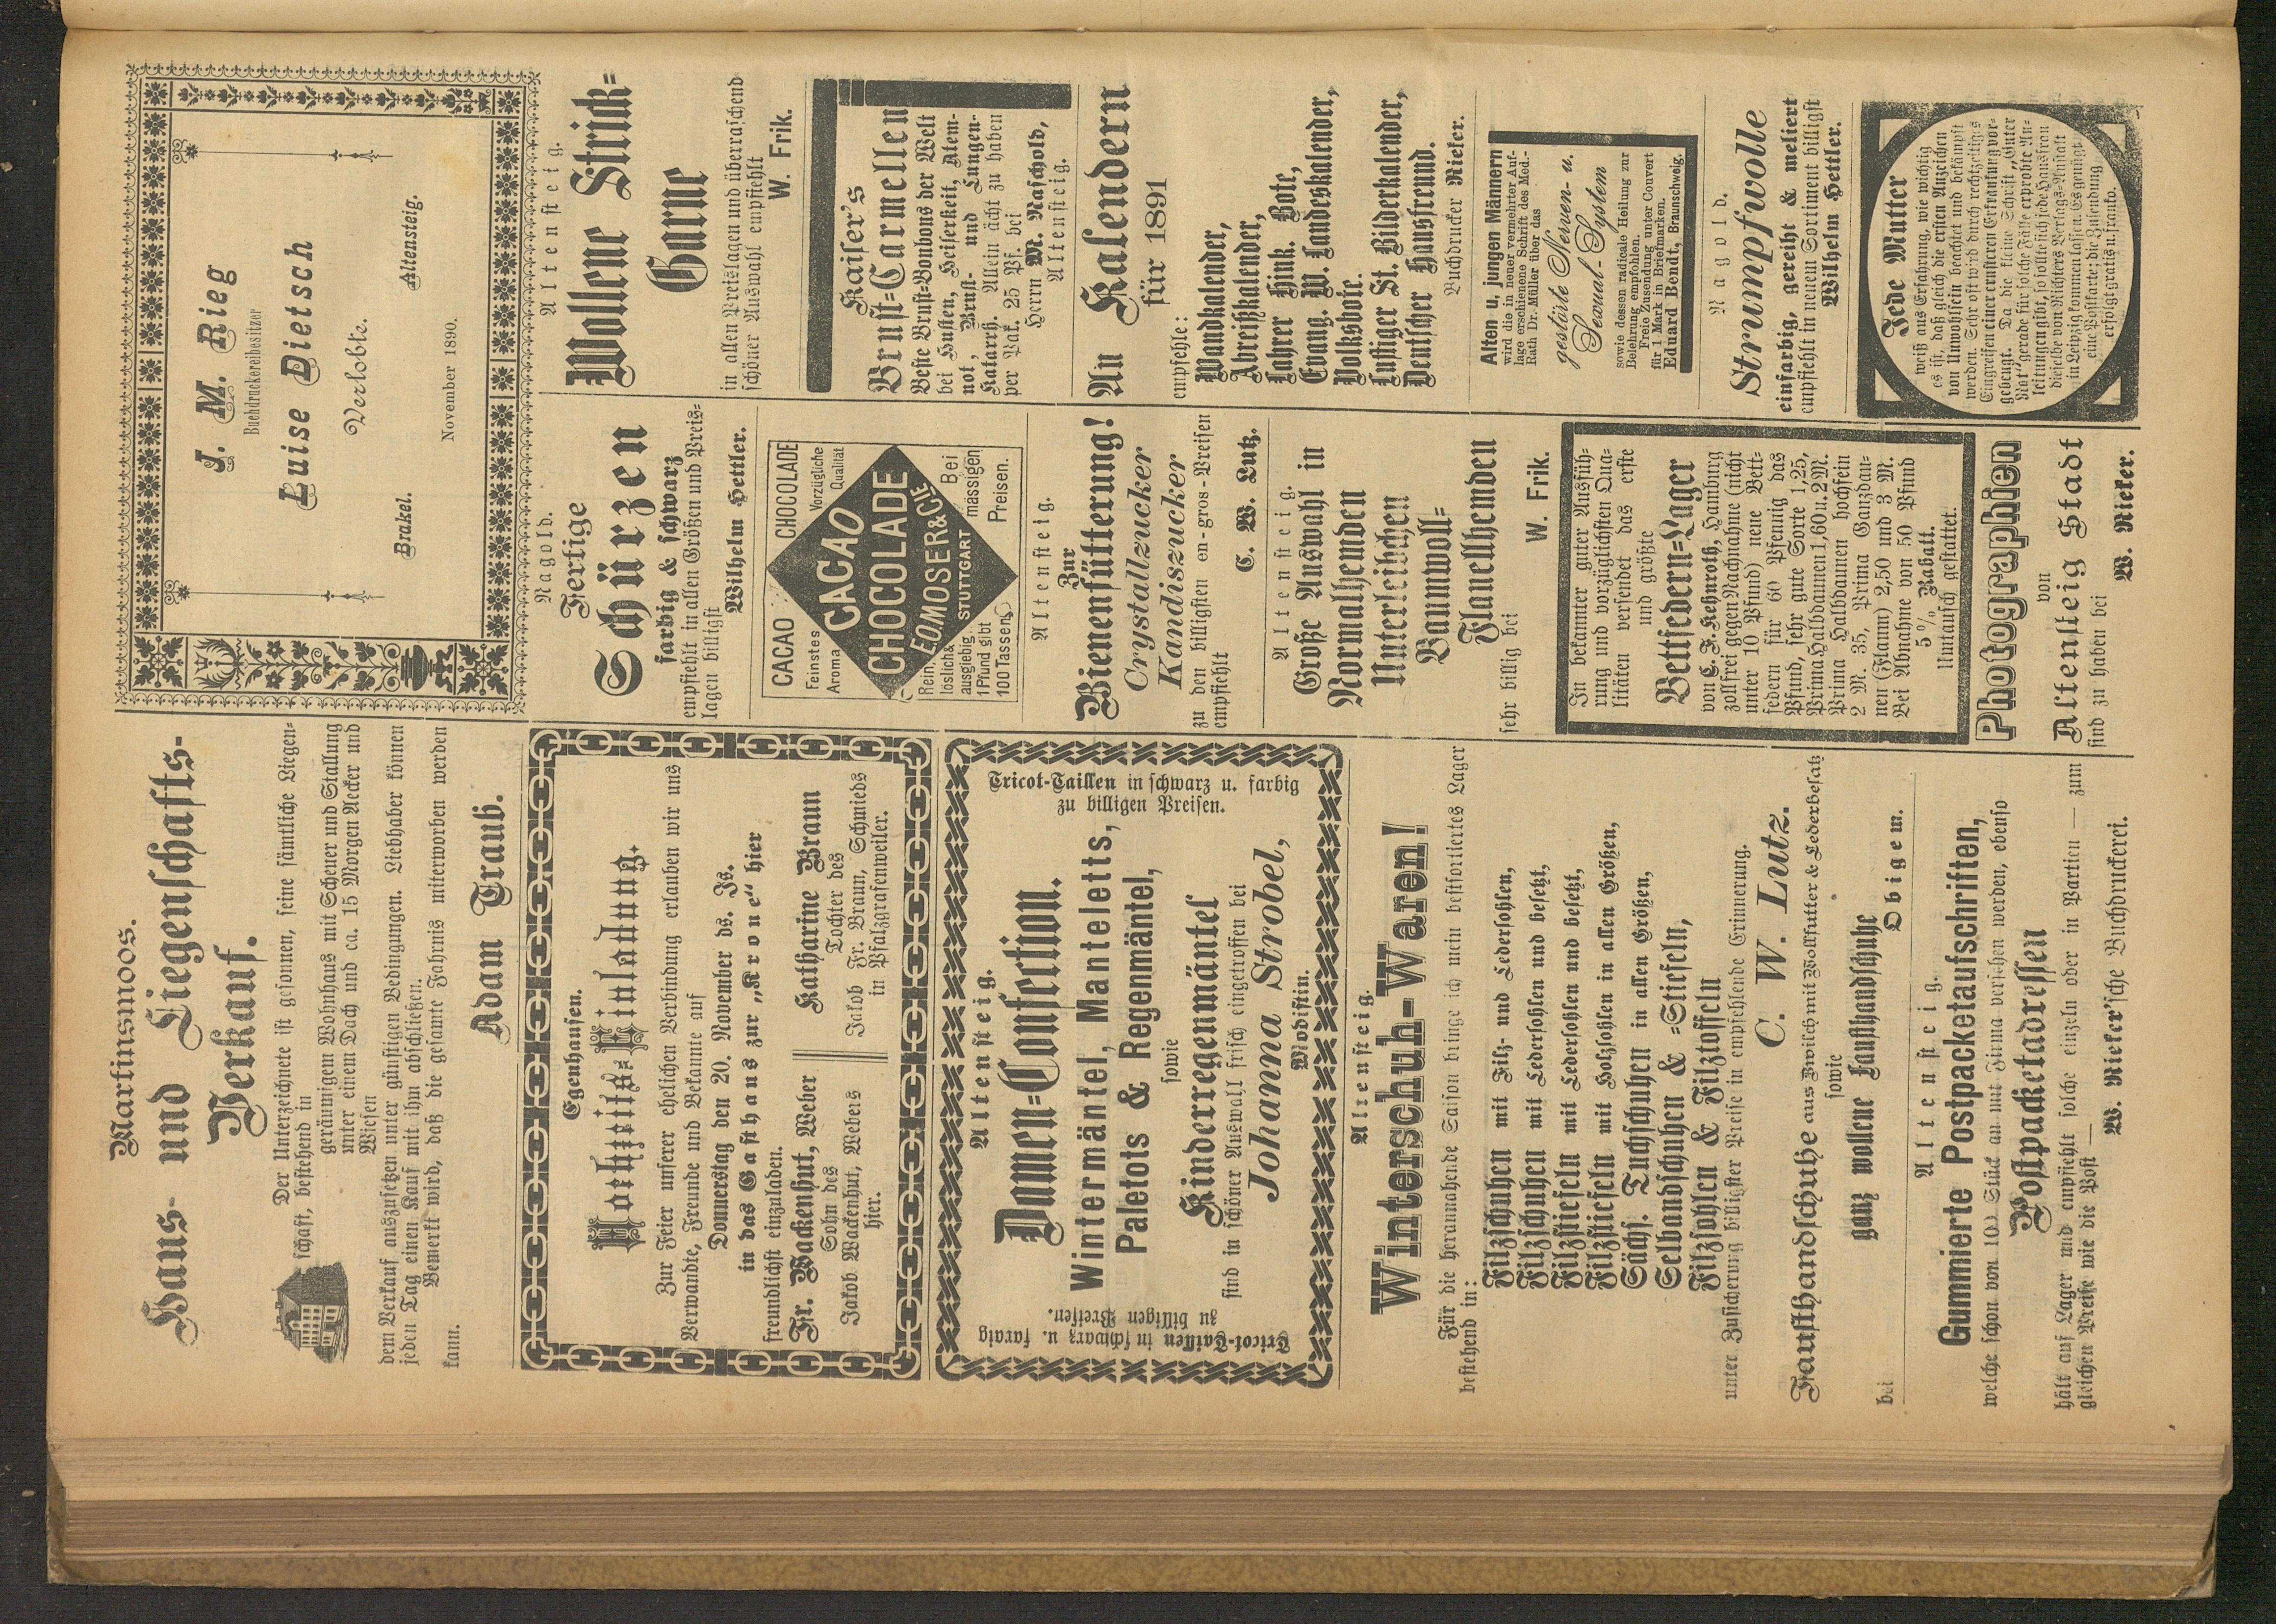 Martinsmoos.
Haus- und Liegenschafts-
Verkauf.
Der Unterzeichnete ist gesonnen, seine sämtliche Liegen-
schaft, bestehend in
geräumigen Wohnhaus mit Scheuer und Stallung
unter einem Dach und ca. 15 Morgen Aecker und
Wiesen
dem Verkauf auszusetzen unter günstigen Bedingungen. Liebhaber können
jeden Tag einen Kauf mit ihm abschließen.
Bemerkt wird, daß die gesamte Fahrnis miterworben werden
kann.
Adam Traub.
Egenhausen.
Hochzeits-Einladung.
Zur Feier unserer ehelichen Verbindung erlauben wir uns
Verwandte, Freunde und Bekannte auf
Donnerstag den 20. November ds. Js.
in das Gasthaus zur „Krone“ hier
freundlichst einzuladen.
Fr. Wackenhut, Weber
Sohn des
Jakob Wackenhut, Webers
hier.
Katharine Braun
Tochter des
Jakob Fr. Braun, Schmieds
in Pfalzgrafenweiler.
Altensteig.
Damen=Confection.
Wintermäntel, Manteletts,
Paletots & Regenmäntel,
sowie
Kinderregenmäntel
sind in schöner Auswahl frisch eingetroffen bei
Johanna Strobel,
Modistin.
Tricot-Taillen in schwarz u. farbig
zu billigen Preisen.
Tricot-Taillen in schwarz u. farbig
zu billigen Preisen.
Altensteig.
Winterschuh-Waren!
Für die herannahende Saison bringe ich mein bestsortiertes Lager
bestehend in:
Filzschuhen mit Filz- und Ledersohlen,
Filzschuhen mit Ledersohlen und besetzt,
Filzstiefeln mit Ledersohlen und besetzt,
Filzstiefeln mit Holzsohlen in allen Größen,
Sächs. Tuchschuhen in allen Größen,
Selbandschuhen & =Stiefeln,
Filzsohlen & Filztoffeln
unter Zusicherung billigster Preise in empfehlende Erinnerung.
C. W. Lutz.
Fausthandschuhe aus Zwilch mit Wollfutter & Lederbesatz
sowie
ganz wollene Fausthandschuhe
bei Obigem.
Altensteig.
Gummierte Postpacketaufschriften,
welche schon von 100 Stück an mit Firma versehen werden, ebenso
Postpacketadressen
hält auf Lager und empfiehlt solche einzeln oder in Partien — zum
gleichen Preise wie die Post —
W. Rieker'sche Buchdruckerei.
J. M. Rieg
Buchdruckereibesitzer
Luise Dietsch
Verlobte.
Brakel. Altensteig.
November 1890.
Nagold.
Fertige
Schürzen
farbig & schwarz
empfiehlt in allen Größen und Preis-
lagen billigst
Wilhelm Hettler.
CACAO CHOCOLADE
Feinstes
Aroma
Vorzügliche
Qualität
CACAO
CHOCOLADE
EDMOSER&CIE
STUTTGART
Rein,
löslich&
ausgiebig.
1 Pfund gibt
100 Tassen
Bei
mässigen
Preisen.
Altensteig.
Zur
Bienenfütterung!
Crystallzucker
Kandiszucker
zu den billigsten en-gros-Preisen
empfiehlt
C. W. Lutz.
Altensteig.
Große Auswahl in
Normalhemden
Unterleibchen
Baumwoll=
Flanellhemden
sehr billig bei
W. Frik.
In bekannter guter Ausfüh-
rung und vorzüglichsten Qua-
litäten versendet das erste
und größte
Bettfedern=Lager
von C. F. Kehnroth, Hamburg
zollfrei gegen Nachnahme (nicht
unter 10 Pfund) neue Bett-
federn für 60 Pfennig das
Pfund, sehr gute Sorte 1,25,
Prima Halbdaunen 1,60 u. 2 M.
Prima Halbdaunen hochfein
2 M. 35, Prima Ganzdau-
nen (Flaum) 2,50 und 3 M.
Bei Abnahme von 50 Pfund
5 % Rabatt.
Umtausch gestattet.
Photographien
von
Altensteig Stadt
sind zu haben bei
W. Rieker.
Altensteig.
Wollene Strick=
Garne
in allen Preislagen und überraschend
schöner Auswahl empfiehlt
W. Frik.
Kaiser's
Brust=Carmellen
Beste Brust=Bonbons der Welt
bei Husten, Heiserkeit, Atem-
not, Brust- und Lungen-
Katarrh. Allein ächt zu haben
per Pak. 25 Pf. bei
Herrn M. Naschold,
Altensteig.
An Kalendern
für 1891
empfehle:
Wandkalender,
Abreißkalender,
Lahrer Hink. Bote,
Evang. W. Landeskalender,
Volksbote.
Lustiger St. Bilderkalender,
Deutscher Hausfreund.
Buchdrucker Rieker.
Alten u. jungen Männern
wird die in neuer vermehrter Auf-
lage erschienene Schrift des Med.-
Rath Dr. Müller über das
gestörte Nerven- u.
Sexual-System
sowie dessen radicale Heilung zur
Belehrung empfohlen.
Freie Zusendung unter Couvert
für 1 Mark in Briefmarken.
Eduard Bendt, Braunschweig.
Nagold.
Strumpfwolle
einfarbig, gereiht & meliert
empfiehlt in neuem Sortiment billigst
Wilhelm Hettler.
Jede Mutter
weiß aus Erfahrung, wie wichtig
es ist, daß gleich die ersten Anzeichen
von Unwohlsein beachtet und bekämpft
werden. Sehr oft wird durch rechtzeitiges
Eingreifen einer ernsteren Erkrankung vor-
gebeugt. Da die kleine Schrift „Guter
Rat“ gerade für solche Fälle erprobte An-
leitungen gibt, so sollte sich jede Hausfrau
dieselbe von Richters Verlags-Anstalt
in Leipzig kommen lassen. Es genügt
eine Postkarte; die Zusendung
erfolgt gratis u. franko.